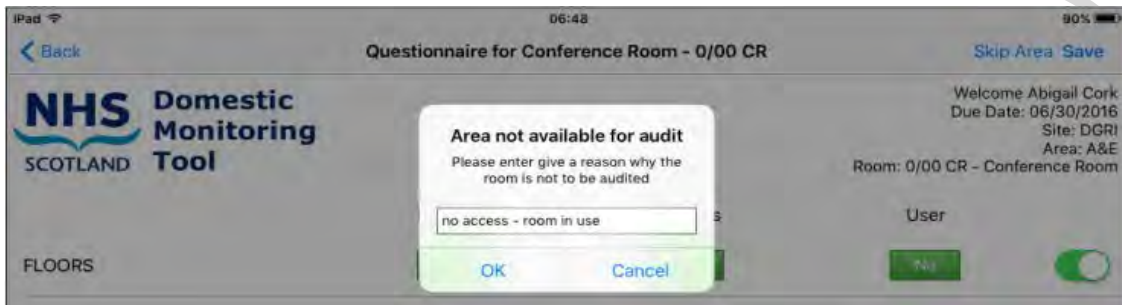 iPad 06:48 90%
Back Questionnaire for Conference Room - 0/00 CR Skip Area Save
NHS
SCOTLAND
Domestic
Monitoring
Tool
Welcome Abigail Cork
Due Date: 06/30/2016
Site: DGRI
Area: A&E
Room: 0/00 CR - Conference Room
Area not available for audit
Please enter give a reason why the
room is not to be audited
no access - room in use
OK Cancel
User
FLOORS No